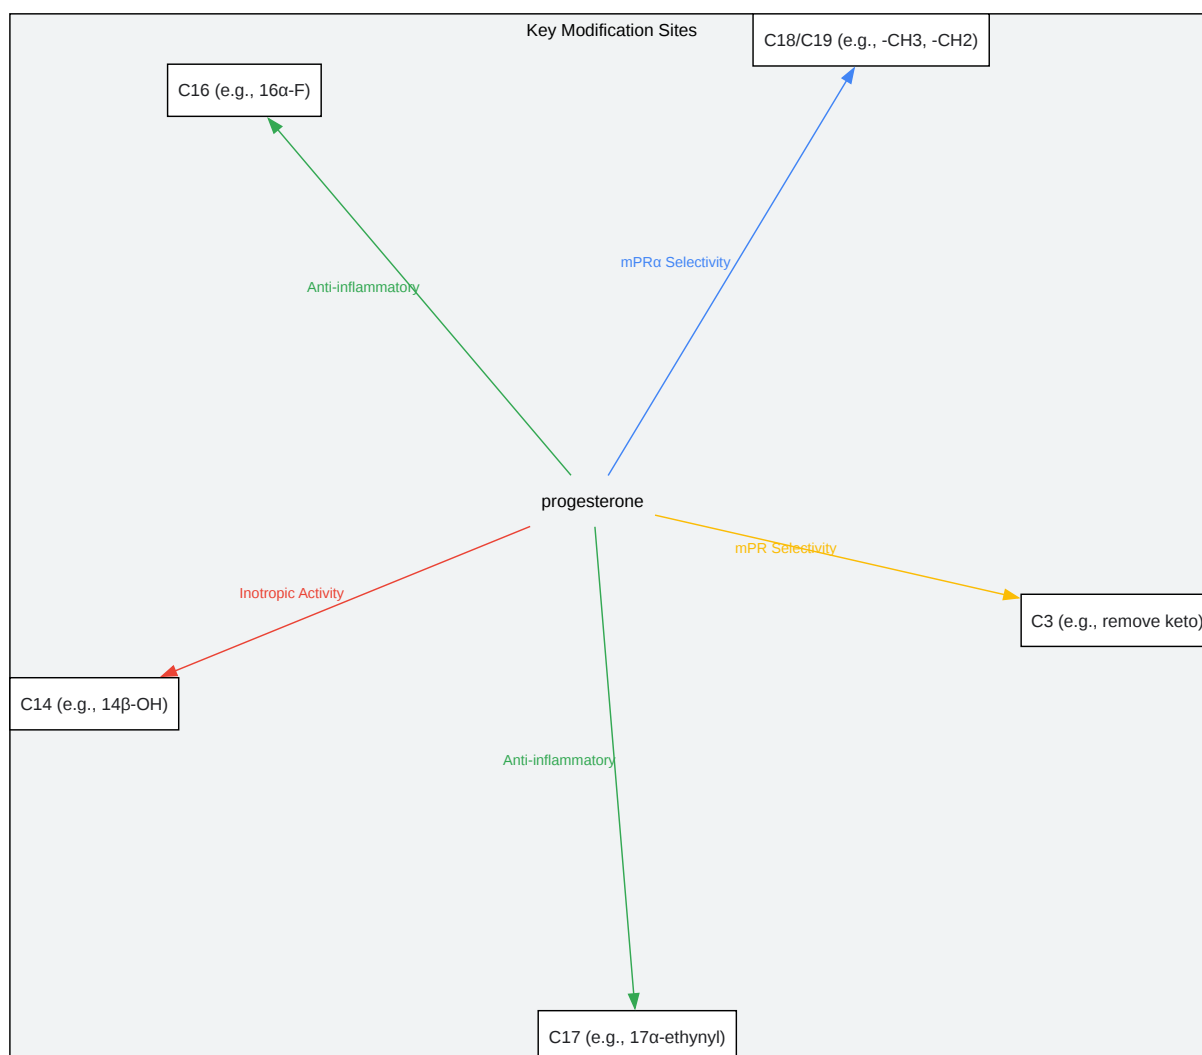 Key Modification Sites
C18/C19 (e.g., -CH3, -CH2)
C16 (e.g., 16α-F)
mPRα Selectivity
Anti-inflammatory
progesterone
mPR Selectivity
Inotropic Activity
C3 (e.g., remove keto)
C14 (e.g., 14β-OH)
Anti-inflammatory
C17 (e.g., 17α-ethynyl)